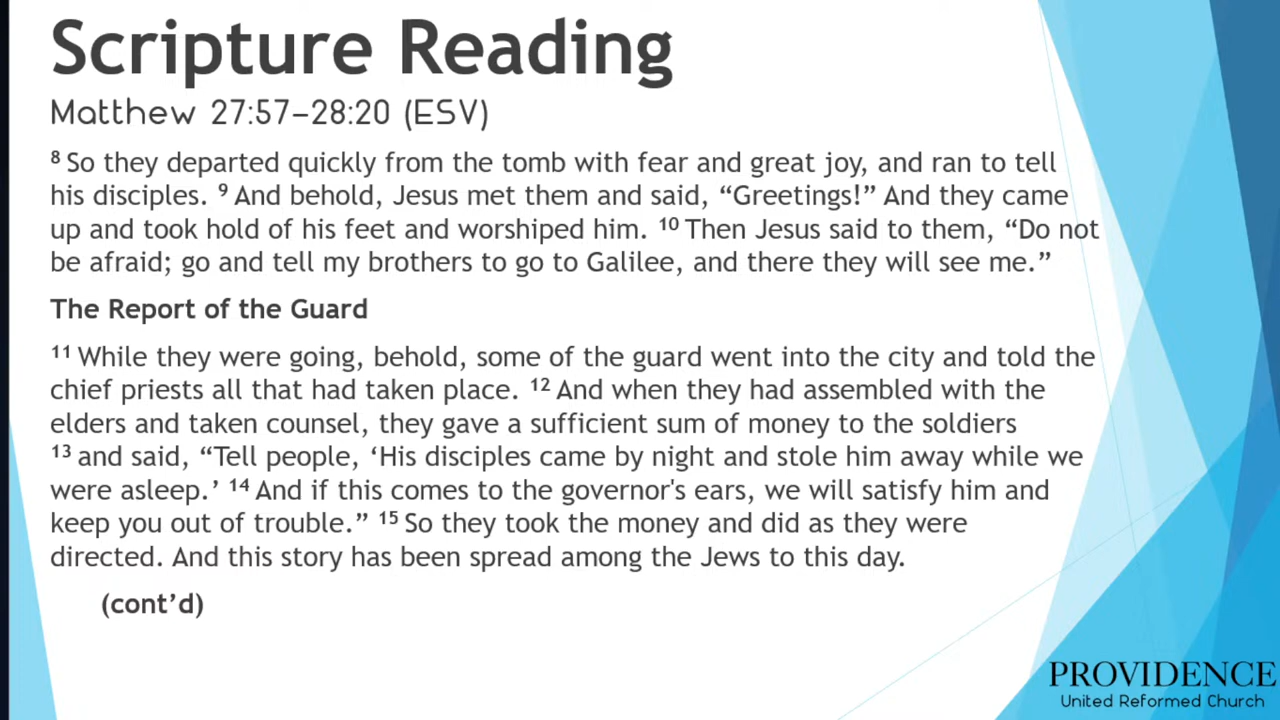 Scripture Reading
Matthew 27:57–28:20 (ESV)
⁸ So they departed quickly from the tomb with fear and great joy, and ran to tell
his disciples. ⁹ And behold, Jesus met them and said, “Greetings!” And they came
up and took hold of his feet and worshiped him. ¹⁰ Then Jesus said to them, “Do not
be afraid; go and tell my brothers to go to Galilee, and there they will see me.”
The Report of the Guard
¹¹ While they were going, behold, some of the guard went into the city and told the
chief priests all that had taken place. ¹² And when they had assembled with the
elders and taken counsel, they gave a sufficient sum of money to the soldiers
¹³ and said, “Tell people, ‘His disciples came by night and stole him away while we
were asleep.’ ¹⁴ And if this comes to the governor's ears, we will satisfy him and
keep you out of trouble.” ¹⁵ So they took the money and did as they were
directed. And this story has been spread among the Jews to this day.
(cont’d)
PROVIDENCE
United Reformed Church